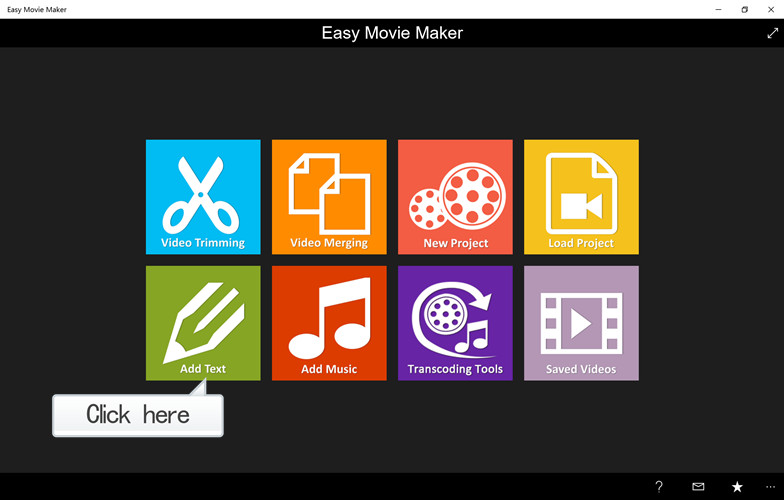 Easy Movie Maker
Easy Movie Maker
Video Trimming
Video Merging
New Project
Load Project
Add Text
Add Music
Transcoding Tools
Saved Videos
Click here
?